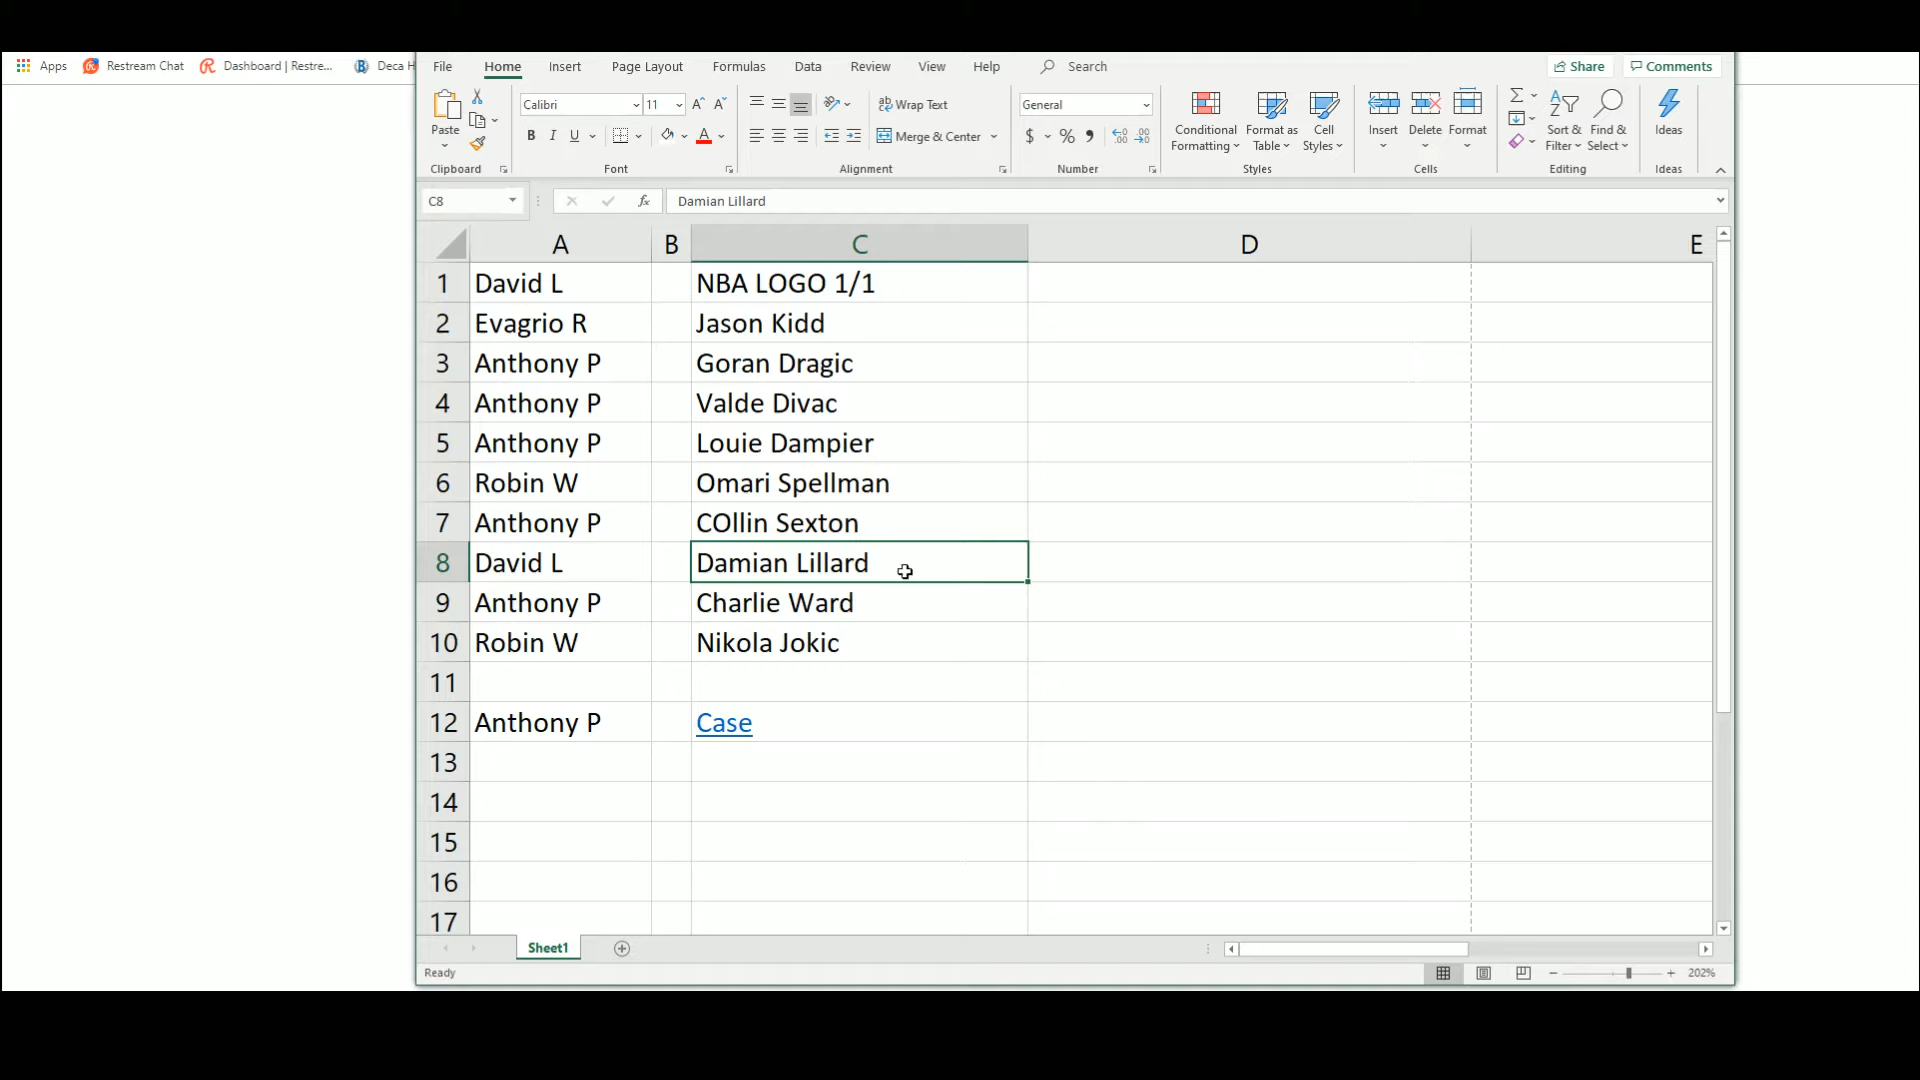 Apps Restream Chat Dashboard | Restre... Deca H
File Home Insert Page Layout Formulas Data Review View Help Search Share Comments
Paste Calibri 11 Wrap Text General Conditional Formatting Format as Table Cell Styles Insert Delete Format Sort & Filter Find & Select Ideas
B I U A Merge & Center $ % ,
Clipboard Font Alignment Number Styles Cells Editing Ideas
C8 fx Damian Lillard
A B C D E
1 David L NBA LOGO 1/1
2 Evagrio R Jason Kidd
3 Anthony P Goran Dragic
4 Anthony P Valde Divac
5 Anthony P Louie Dampier
6 Robin W Omari Spellman
7 Anthony P COllin Sexton
8 David L Damian Lillard
9 Anthony P Charlie Ward
10 Robin W Nikola Jokic
11
12 Anthony P Case
13
14
15
16
17
Sheet1
Ready 202%